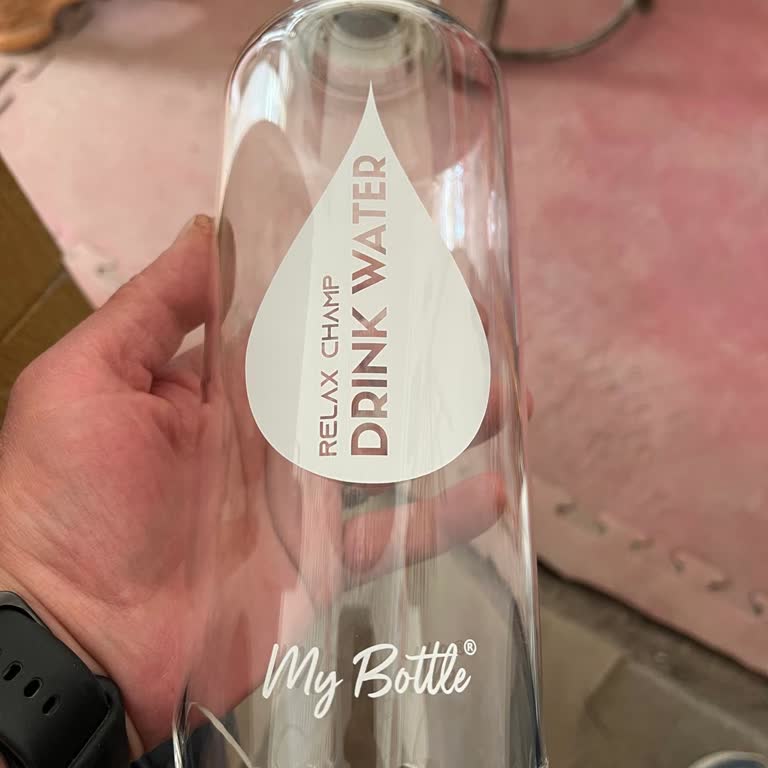 RELAX CHAMP
DRINK WATER
My Bottle®